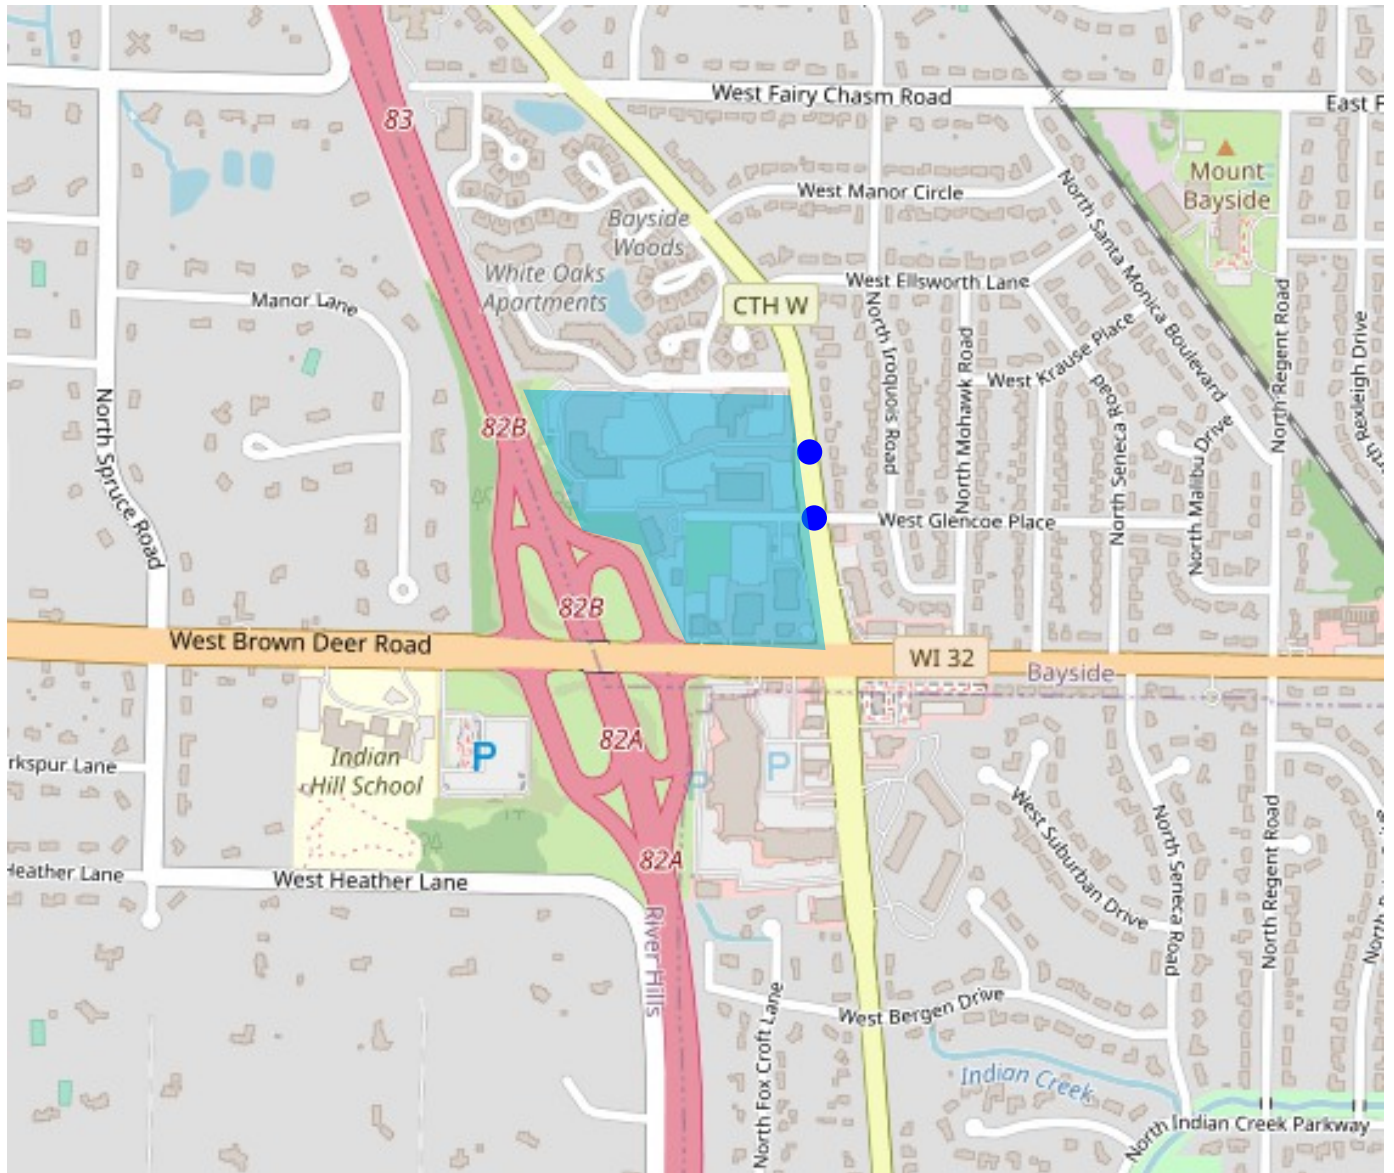 83
West Fairy Chasm Road
East F
Mount
Bayside
West Manor Circle
North Santa Monica Boulevard
Bayside
Woods
White Oaks
Apartments
West Ellsworth Lane
Manor Lane
CTH W
North Iroquois Road
North Mohawk Road
West Krause Place
North Regent Road
North Rexleigh Drive
North Spruce Road
82B
North Seneca Road
North Malibu Drive
West Glencoe Place
82B
West Brown Deer Road
WI 32
Bayside
82A
P
P
P
Indian
Hill School
rkspur Lane
West Suburban Drive
North Seneca Road
North Regent Road
82A
Heather Lane
West Heather Lane
River Hills
North Fox Croft Lane
West Bergen Drive
Indian Creek
North Indian Creek Parkway